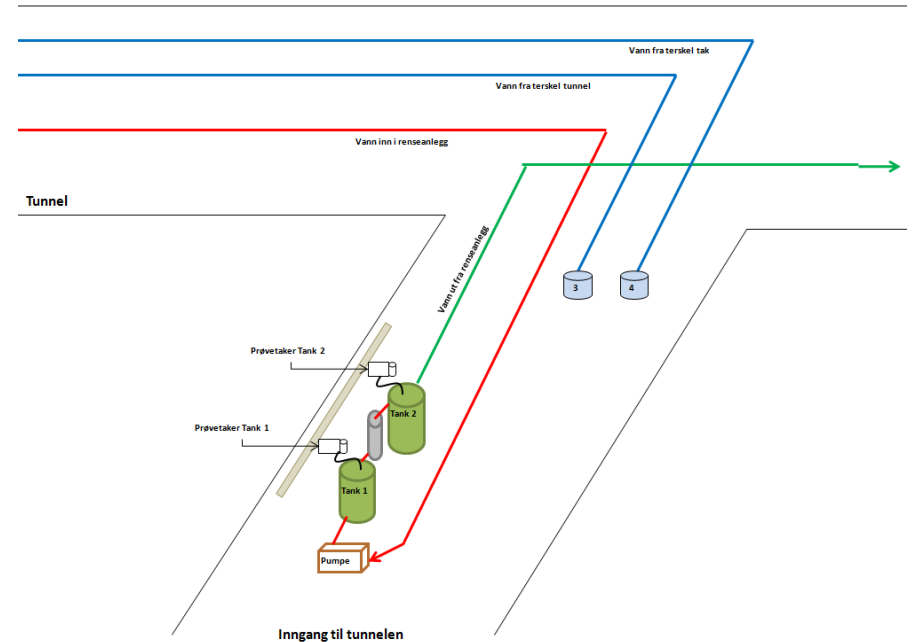 Vann fra terskel tak
Vann fra terskel tunnel
Vann inn i renseanlegg
Tunnel
Vann ut fra renseanlegg
3
4
Prøvetaker Tank 2
Tank 2
Prøvetaker Tank 1
Tank 1
Pumpe
Inngang til tunnelen